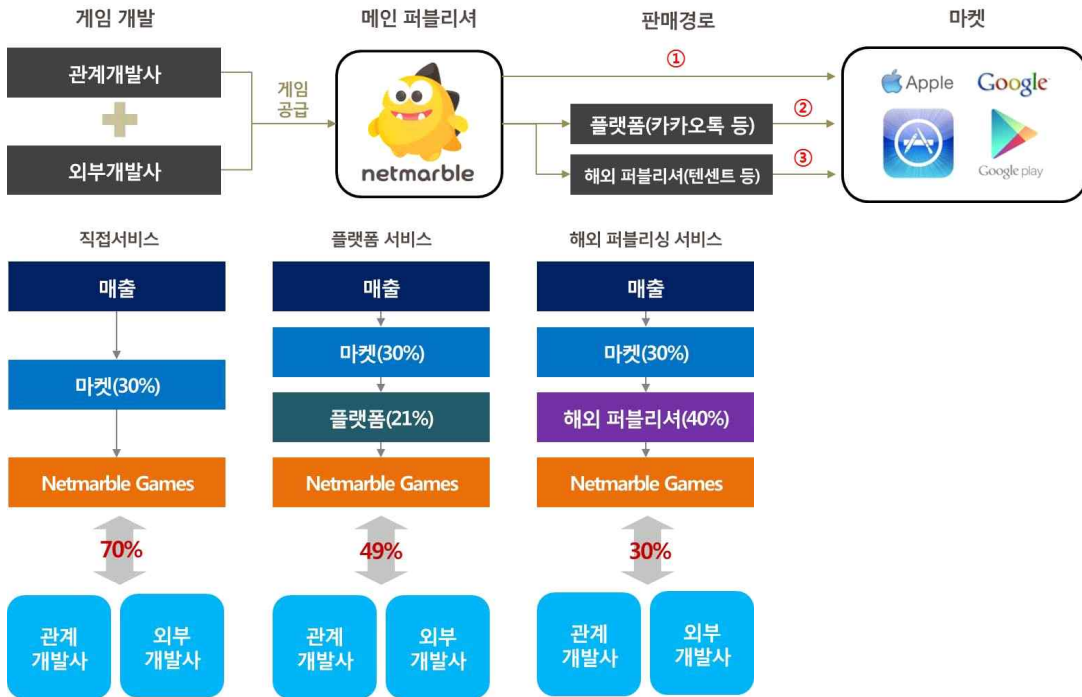 게임 개발
메인 퍼블리셔
판매경로
마켓
관계개발사
외부개발사
게임
공급
netmarble
①
플랫폼(카카오톡 등)
②
해외 퍼블리셔(텐센트 등)
③
Apple
Google
Google play
직접서비스
플랫폼 서비스
해외 퍼블리싱 서비스
매출
매출
매출
마켓(30%)
마켓(30%)
마켓(30%)
플랫폼(21%)
해외 퍼블리셔(40%)
Netmarble Games
Netmarble Games
Netmarble Games
70%
49%
30%
관계
개발사
외부
개발사
관계
개발사
외부
개발사
관계
개발사
외부
개발사